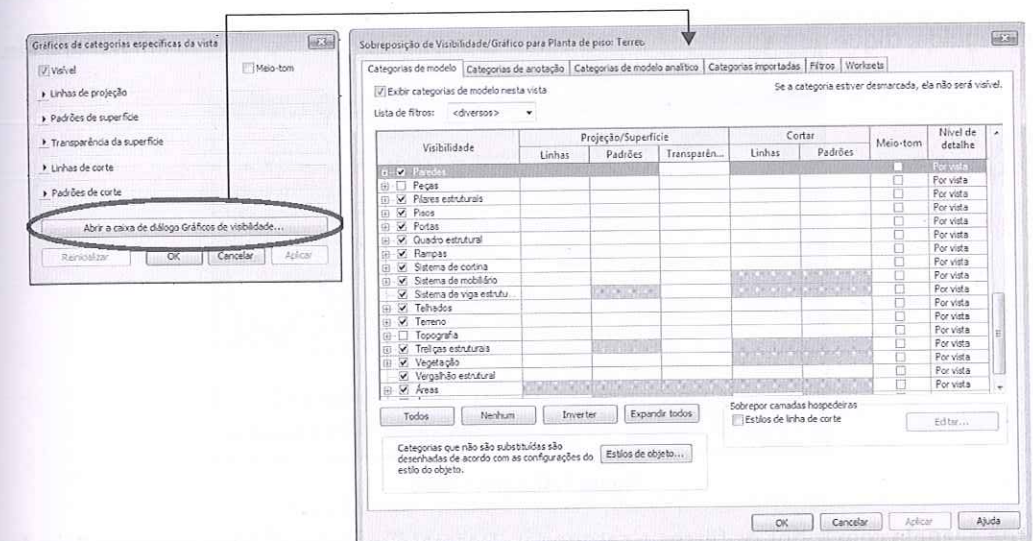 Gráficos de categorias específicas da vista
Visível
Meio-tom
Linhas de projeção
Padrões de superfície
Transparência da superfície
Linhas de corte
Padrões de corte
Abrir a caixa de diálogo Gráficos de visibilidade...
Reinicializar OK Cancelar Aplicar
Sobreposição de Visibilidade/Gráfico para Planta de piso: Terreo
Categorias de modelo Categorias de anotação Categorias de modelo analítico Categorias importadas Filtros Worksets
Exibir categorias de modelo nesta vista
Se a categoria estiver desmarcada, ela não será visível.
Lista de filtros: <diversos>
Visibilidade Projeção/Superfície Cortar Meio-tom Nível de detalhe
Linhas Padrões Transparên... Linhas Padrões
Paredes Por vista
Peças Por vista
Pilares estruturais Por vista
Pisos Por vista
Portas Por vista
Quadro estrutural Por vista
Rampas Por vista
Sistema de cortina Por vista
Sistema de mobiliário Por vista
Sistema de viga estrutu... Por vista
Telhados Por vista
Terreno Por vista
Topografia Por vista
Treliças estruturais Por vista
Vegetação Por vista
Vergalhão estrutural Por vista
Áreas Por vista
Todos Nenhum Inverter Expandir todos
Sobrepor camadas hospedeiras
Estilos de linha de corte
Editar...
Categorias que não são substituídas são
desenhadas de acordo com as configurações do
estilo do objeto.
Estilos de objeto...
OK Cancelar Aplicar Ajuda